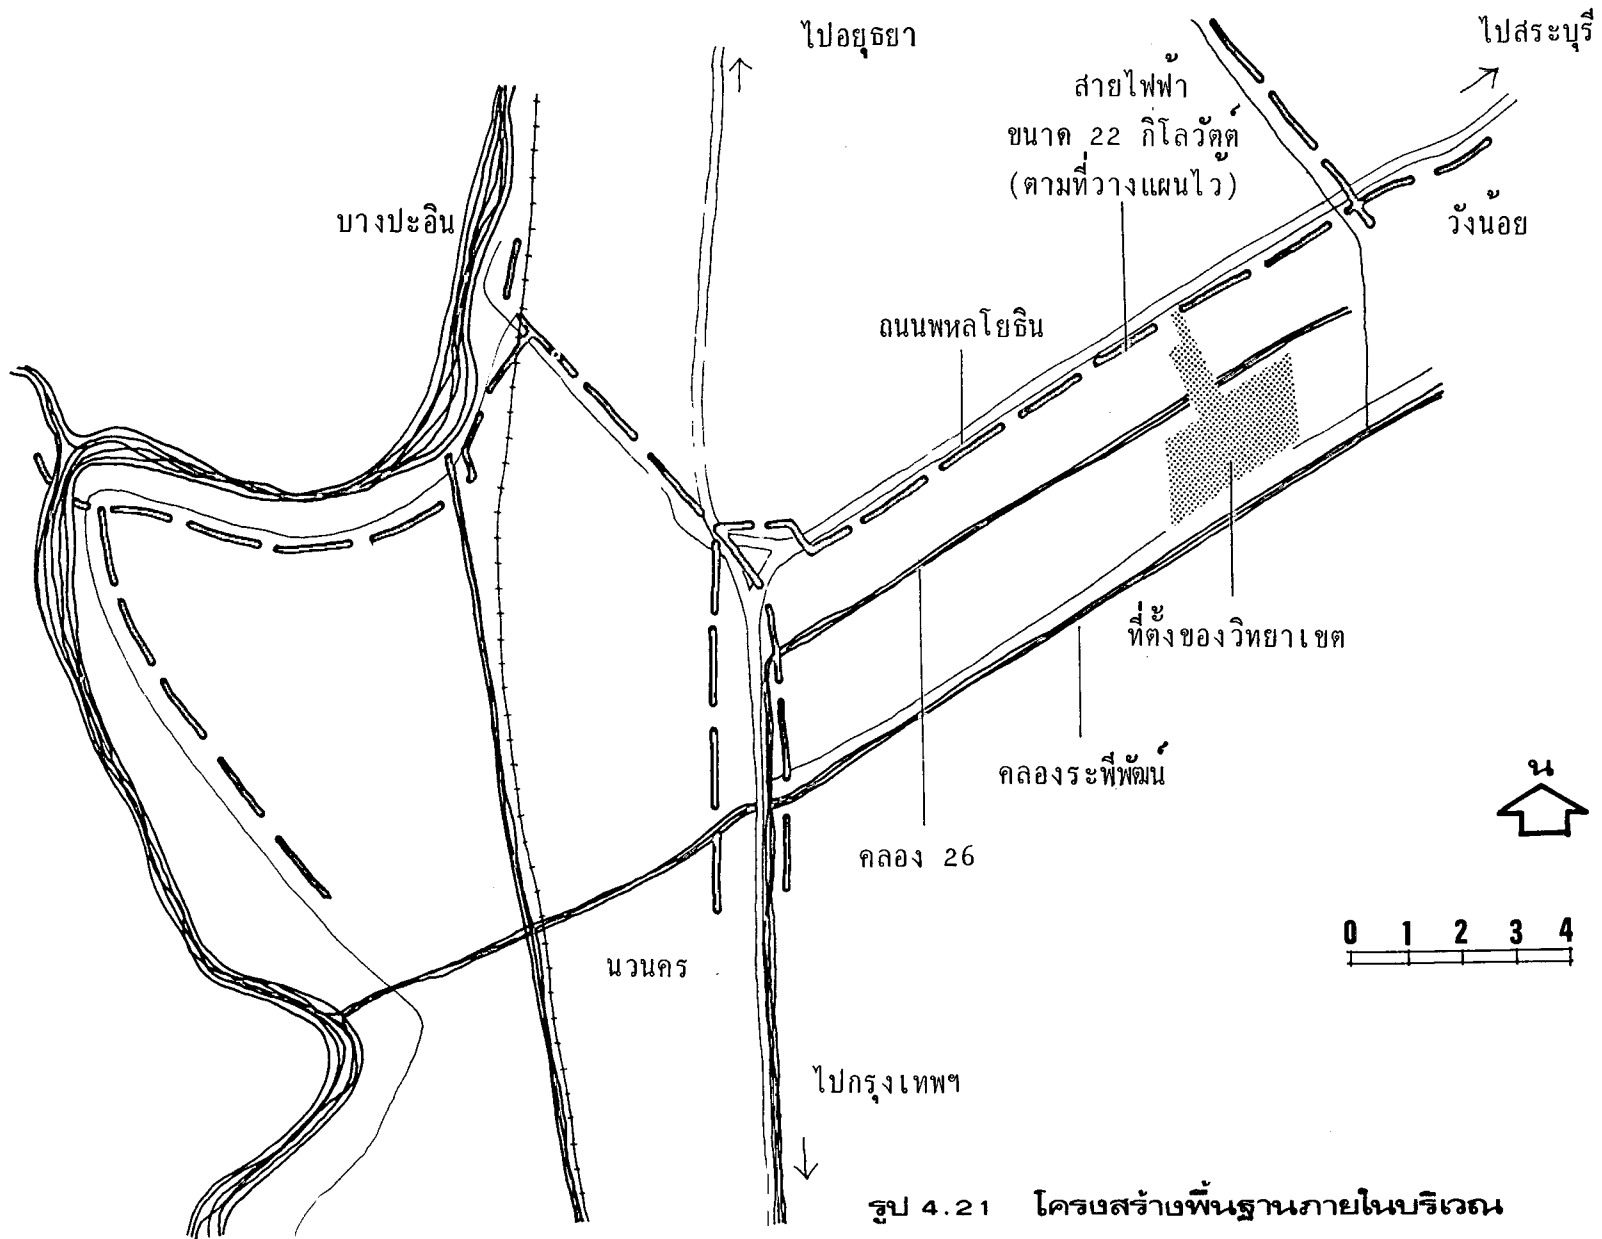 ไปอยุธยา
ไปสระบุรี
สายไฟฟ้า
ขนาด 22 กิโลวัตต์
(ตามที่วางแผนไว้)
บางปะอิน
วังน้อย
ถนนพหลโยธิน
ที่ตั้งของวิทยาเขต
คลองระพีพัฒน์
น
คลอง 26
0 1 2 3 4
นวนคร
ไปกรุงเทพฯ
รูป 4.21 โครงสร้างพื้นฐานภายในบริเวณ